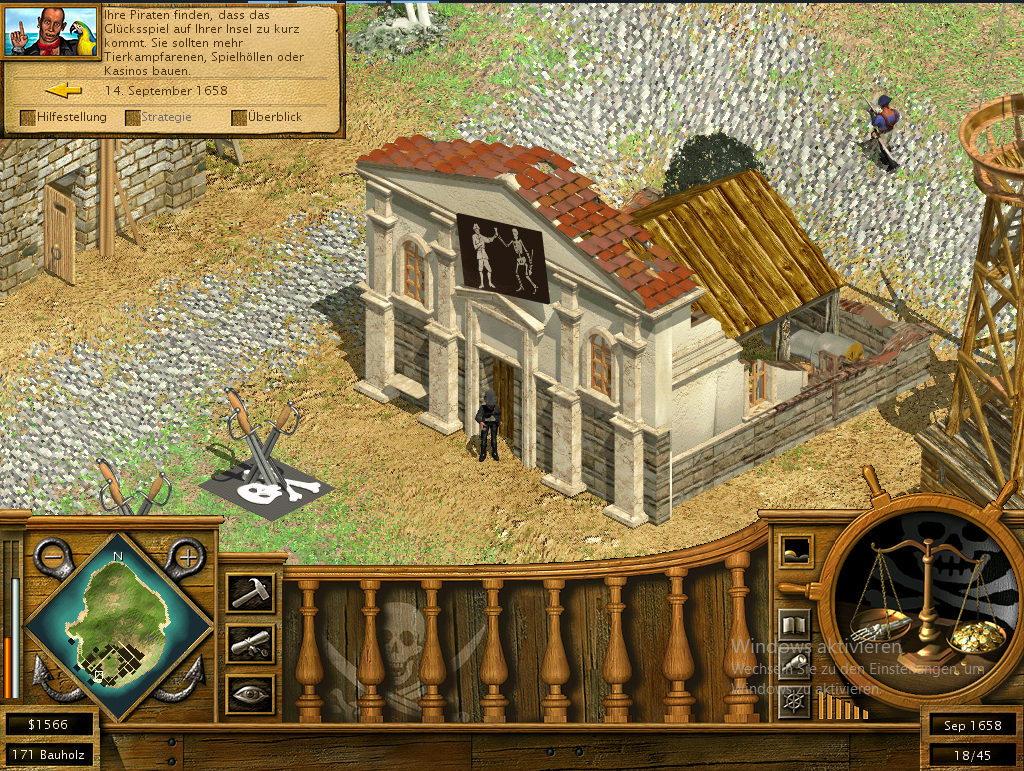 Ihre Piraten finden, dass das
Glücksspiel auf Ihrer Insel zu kurz
kommt. Sie sollten mehr
Tierkampfarenen, Spielhöllen oder
Kasinos bauen.
14. September 1658
Hilfestellung Strategie Überblick
N
Windows aktivieren
Wechseln Sie zu den Einstellungen, um
Windows zu aktivieren.
$1566
171 Bauholz
Sep 1658
18/45